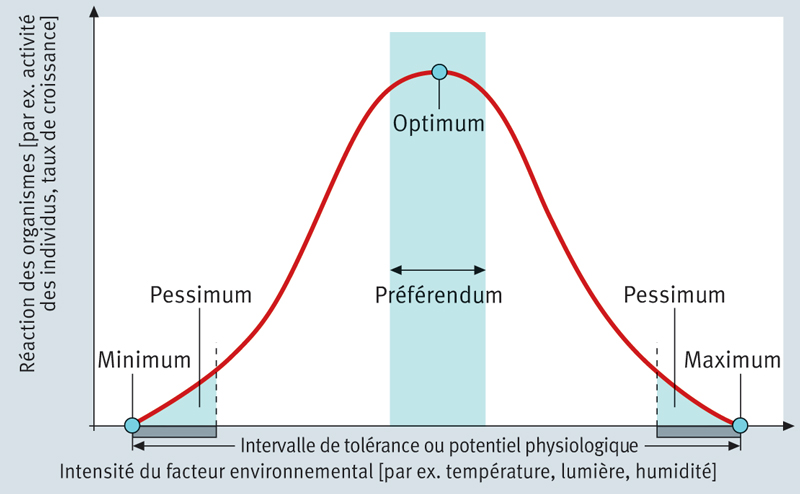 Réaction des organismes [par ex. activité
des individus, taux de croissance]
Optimum
Préférendum
Pessimum
Pessimum
Minimum
Maximum
Intervalle de tolérance ou potentiel physiologique
Intensité du facteur environnemental [par ex. température, lumière, humidité]